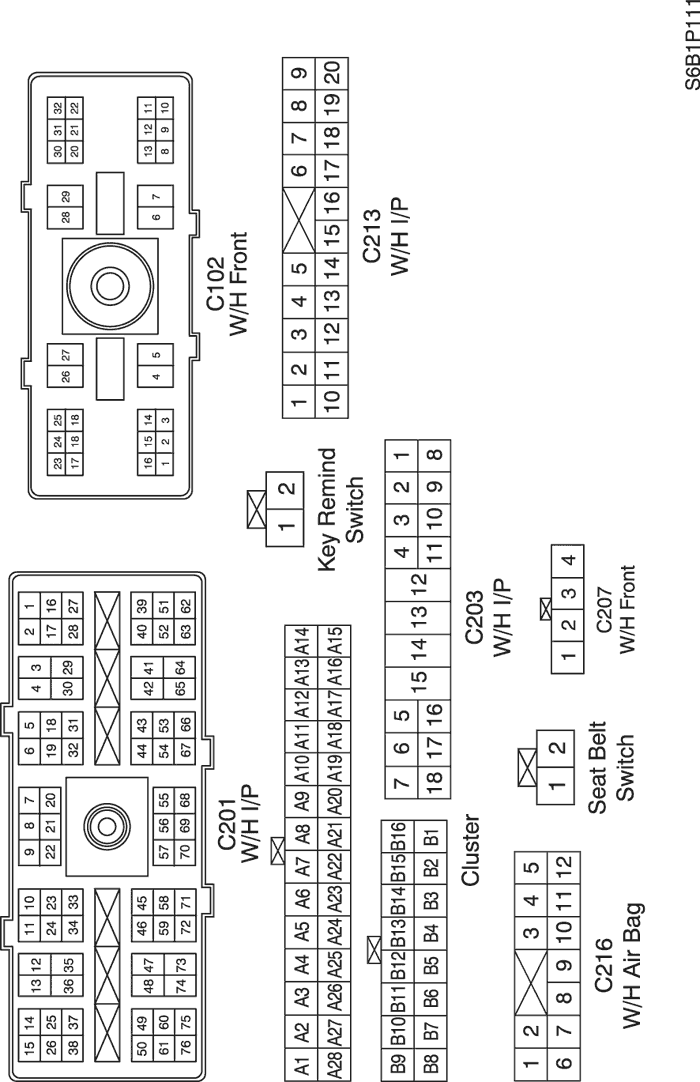 15 14 13 12 11 10 9 8 7 6 5 4 3 2 1
26 25 24 23 22 21 20 19 18 17 16
38 37 36 35 34 33 32 31 30 29 28 27
50 49 48 47 46 45 44 43 42 41 40 39
61 60 59 58 57 56 55 54 53 52 51
76 75 74 73 72 71 70 69 68 67 66 65 64 63 62
C201
W/H I/P
23 24 25 26 27 28 29 30 31 32
17 18 18 20 21 22
16 15 14 4 5 6 7 13 12 11
1 2 3 8 9 10
C102
W/H Front
A1 A2 A3 A4 A5 A6 A7 A8 A9 A10 A11 A12 A13 A14
A28 A27 A26 A25 A24 A23 A22 A21 A20 A19 A18 A17 A16 A15
1 2
Key Remind
Switch
1 2 3 4 5 6 7 8 9
10 11 12 13 14 15 16 17 18 19 20
C213
W/H I/P
B9 B10 B11 B12 B13 B14 B15 B16
B8 B7 B6 B5 B4 B3 B2 B1
Cluster
7 6 5 4 3 2 1
15 14 13 12
18 17 16 11 10 9 8
C203
W/H I/P
1 2 3 4 5
6 7 8 9 10 11 12
C216
W/H Air Bag
1 2
Seat Belt
Switch
1 2 3 4
C207
W/H Front
S6B1P111